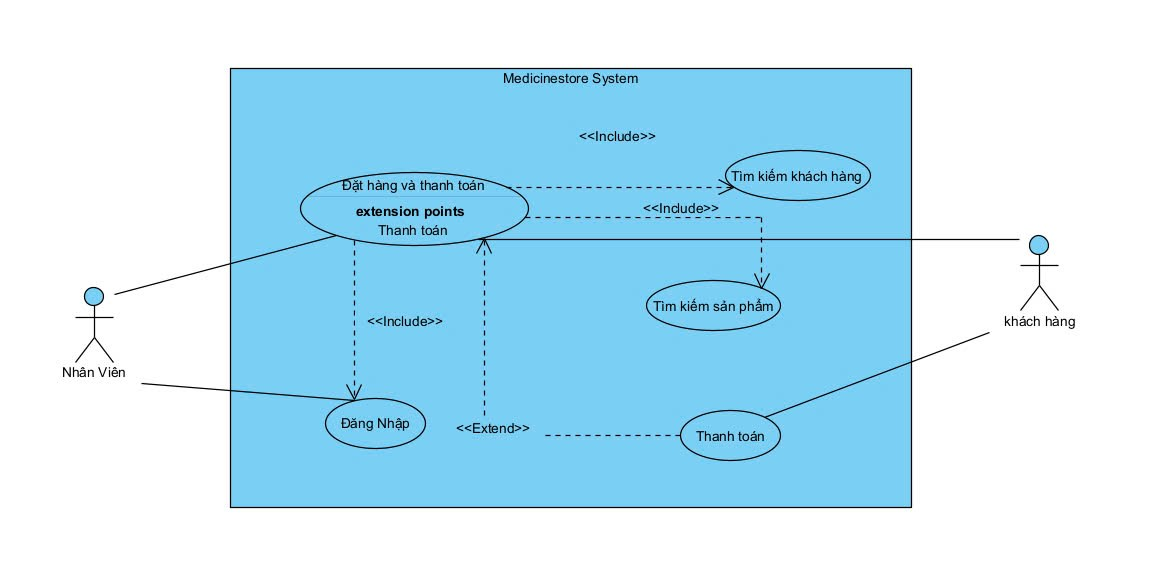 Medicinestore System
<<Include>>
Tìm kiếm khách hàng
Đặt hàng và thanh toán
<<Include>>
extension points
Thanh toán
Tìm kiếm sản phẩm
<<Include>>
khách hàng
Nhân Viên
Đăng Nhập
<<Extend>>
Thanh toán